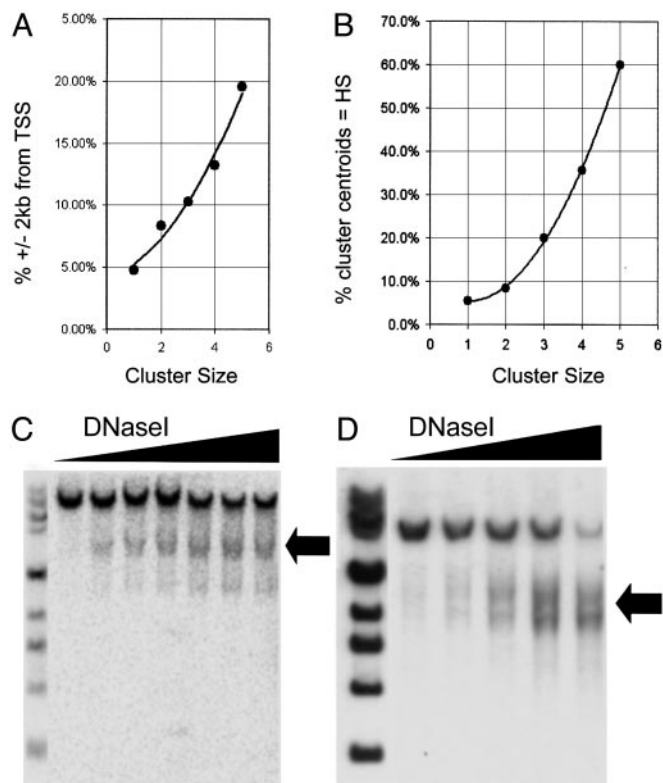 A
B
5.00%
20.00%
15.00%
10.00%
5.00%
0.00%
% +/- 2kb from TSS
0 2 4 6
Cluster Size
70.0%
60.0%
50.0%
40.0%
30.0%
20.0%
10.0%
0.0%
% cluster centroids = HS
0 1 2 3 4 5 6
Cluster Size
C
DNaseI
D
DNaseI